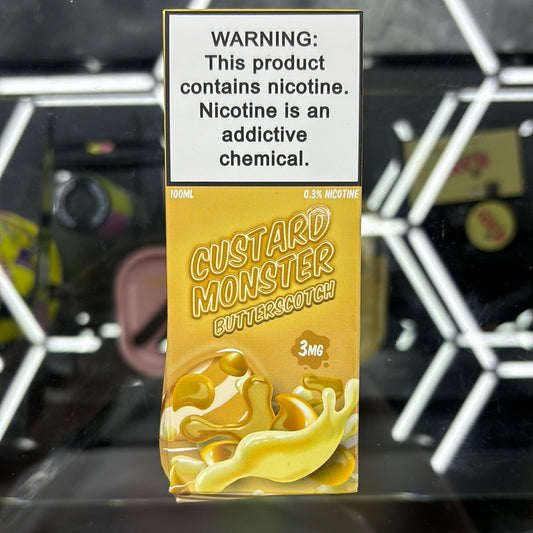 WARNING:
This product
contains nicotine.
Nicotine is an
addictive
chemical.
100ML 0.3% NICOTINE
CUSTARD
MONSTER
BUTTERSCOTCH
3MG